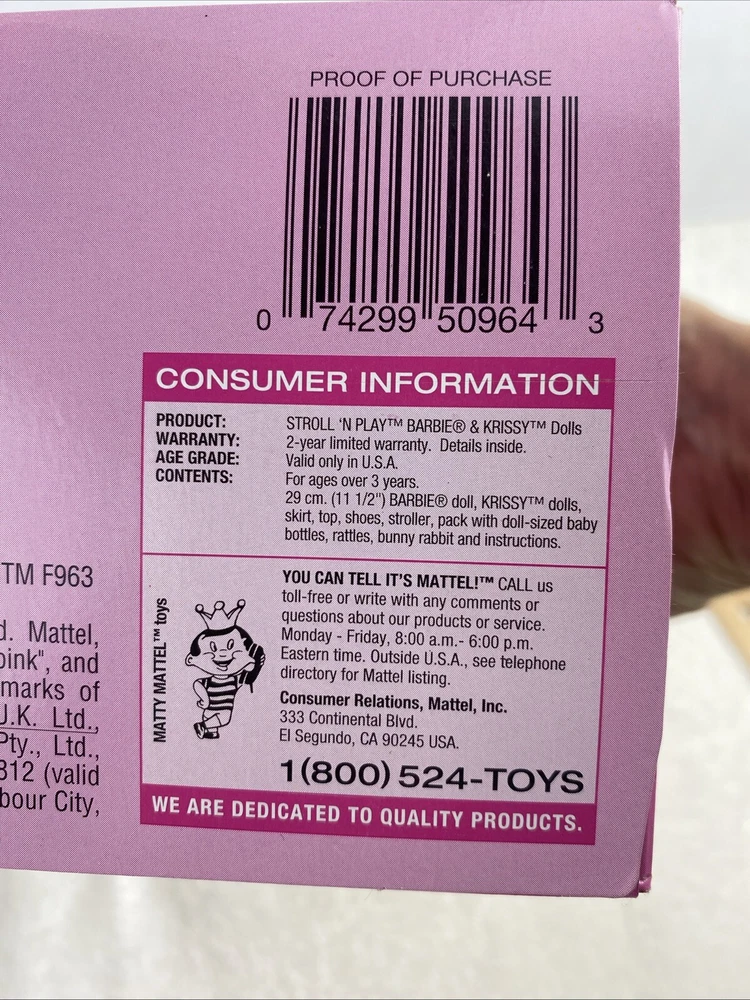 PROOF OF PURCHASE
0 74299 50964 3
CONSUMER INFORMATION
PRODUCT: STROLL 'N PLAY™ BARBIE® & KRISSY™ Dolls
WARRANTY: 2-year limited warranty. Details inside.
AGE GRADE: Valid only in U.S.A.
CONTENTS: For ages over 3 years.
29 cm. (11 1/2") BARBIE® doll, KRISSY™ dolls,
skirt, top, shoes, stroller, pack with doll-sized baby
bottles, rattles, bunny rabbit and instructions.
MATTY MATTEL™ toys
YOU CAN TELL IT'S MATTEL!™ CALL us
toll-free or write with any comments or
questions about our products or service.
Monday - Friday, 8:00 a.m.- 6:00 p.m.
Eastern time. Outside U.S.A., see telephone
directory for Mattel listing.
Consumer Relations, Mattel, Inc.
333 Continental Blvd.
El Segundo, CA 90245 USA.
1(800) 524-TOYS
WE ARE DEDICATED TO QUALITY PRODUCTS.
TM F963
d. Mattel,
pink", and
marks of
U.K. Ltd.,
Pty., Ltd.,
312 (valid
bour City,